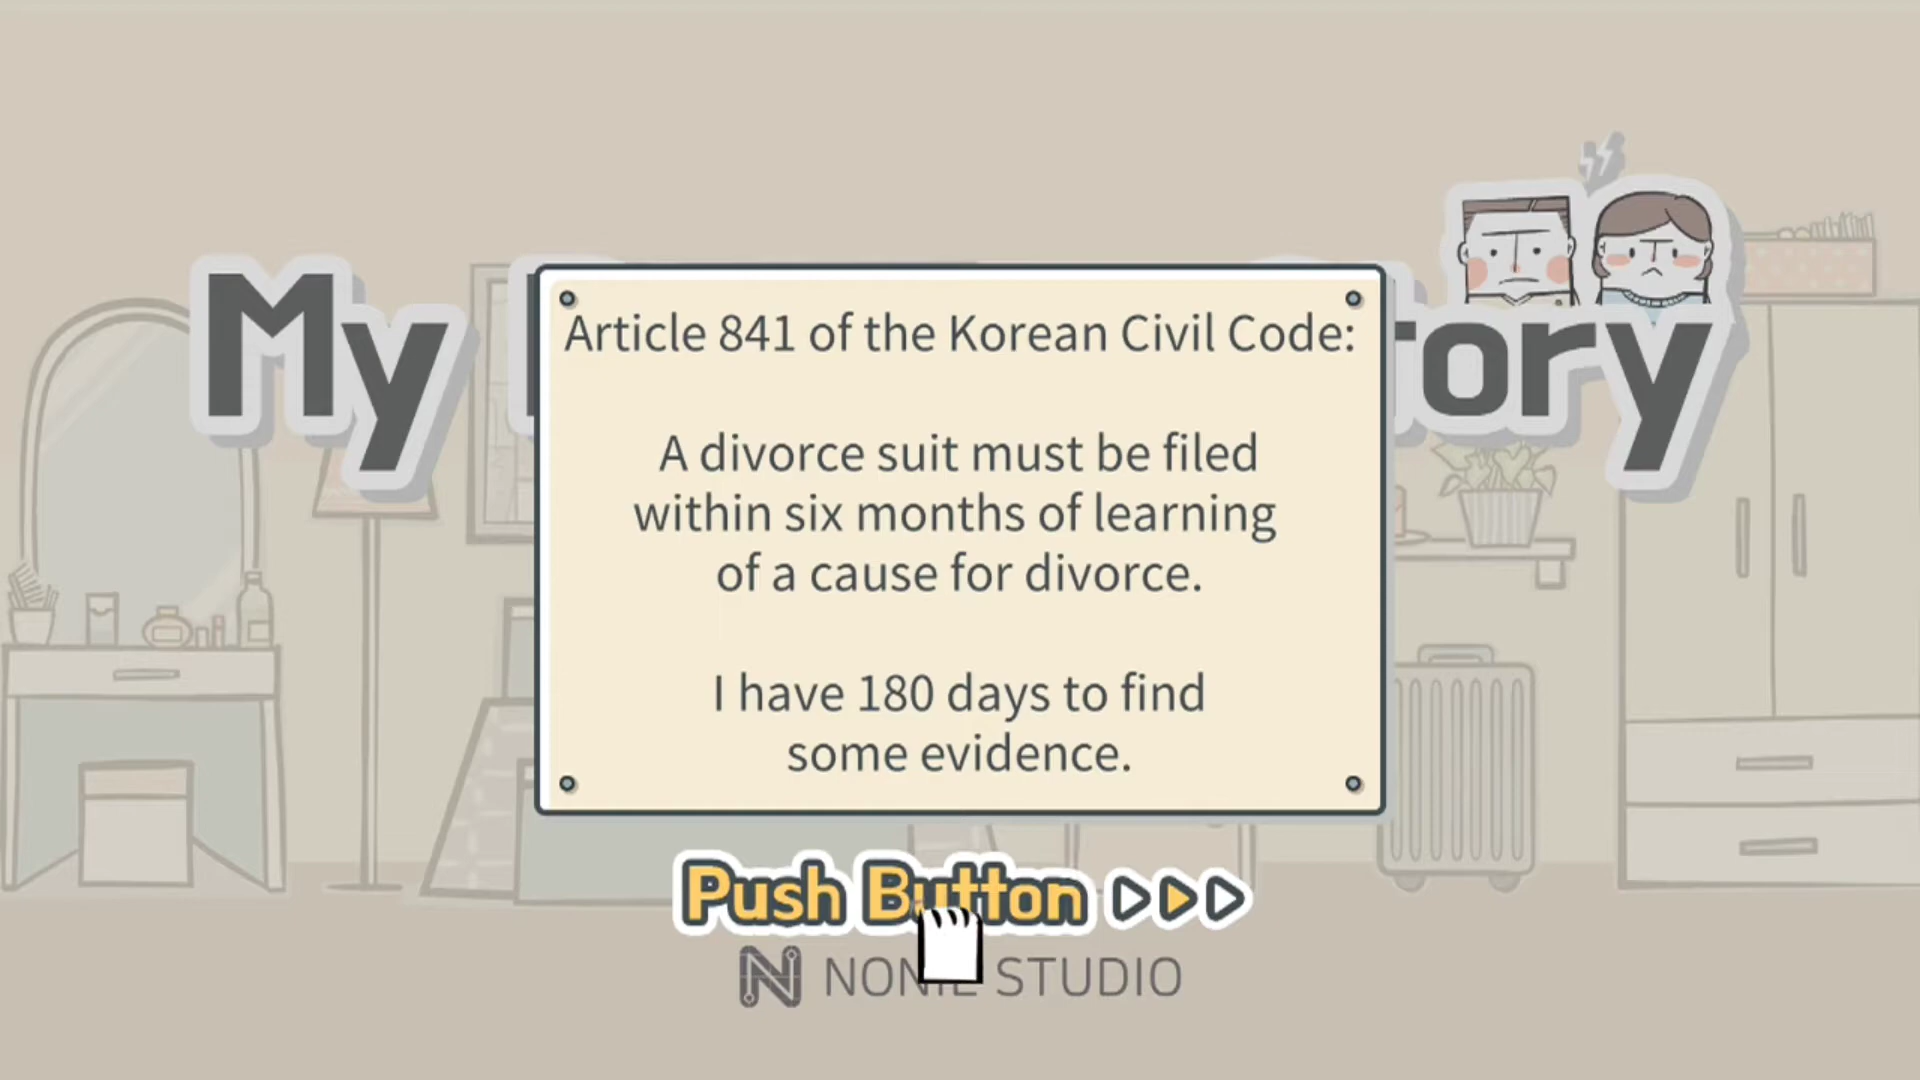 My
ory
Article 841 of the Korean Civil Code:
A divorce suit must be filed
within six months of learning
of a cause for divorce.
I have 180 days to find
some evidence.
Push Button
STUDIO